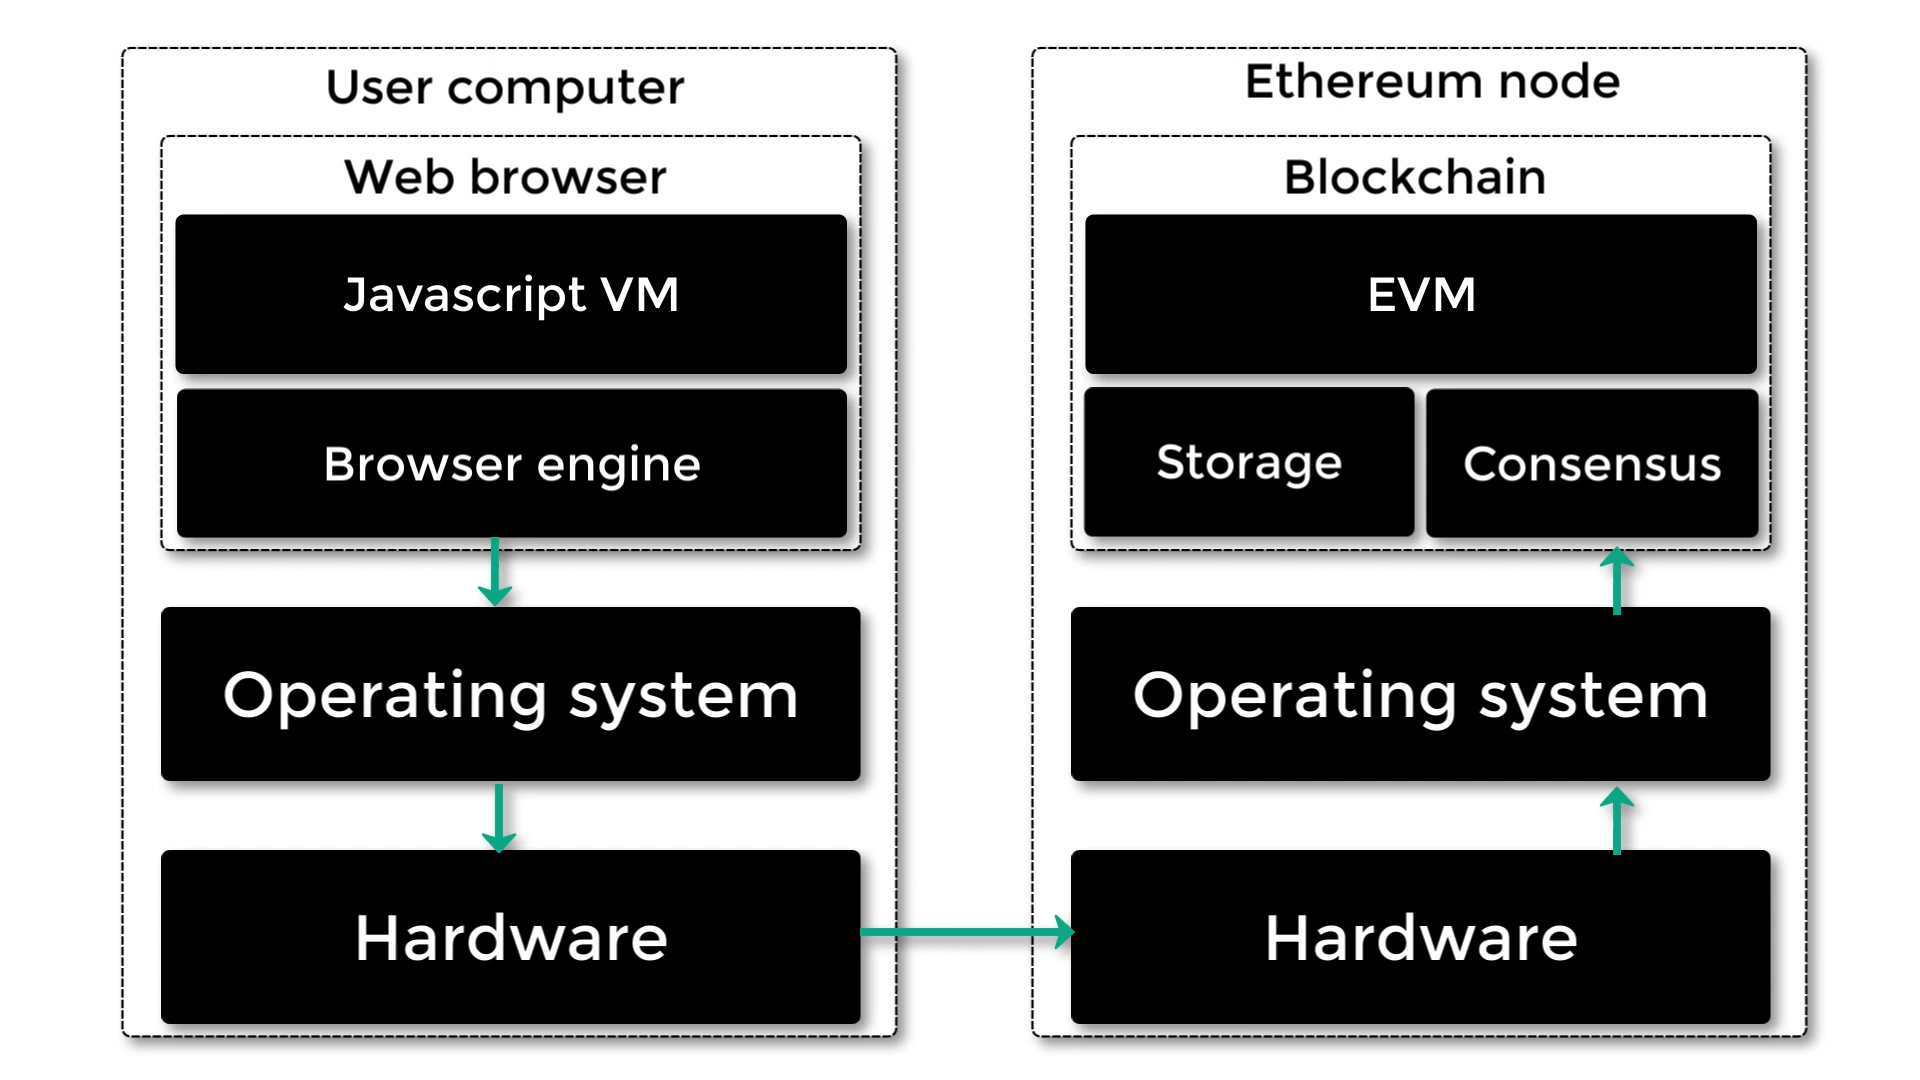 User computer
Web browser
Javascript VM
Browser engine
Operating system
Hardware
Ethereum node
Blockchain
EVM
Storage
Consensus
Operating system
Hardware